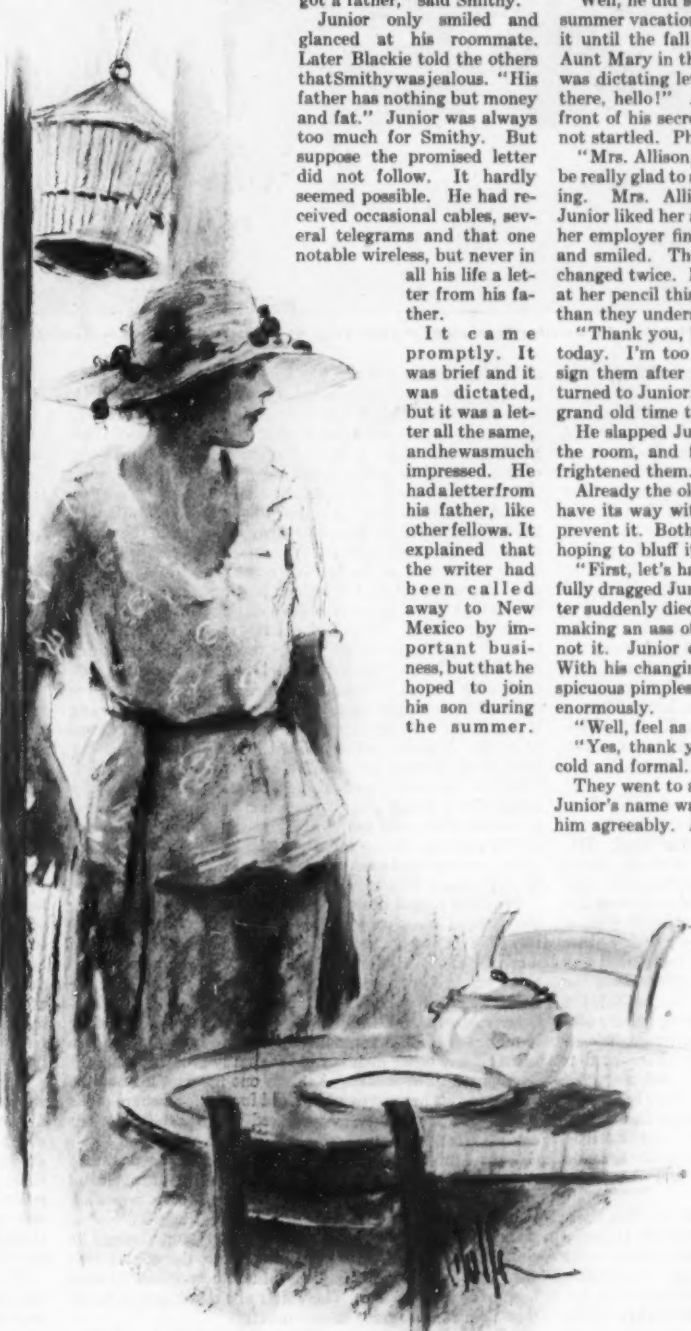 got a father," said Smithy.
Junior only smiled and
glanced at his roommate.
Later Blackie told the others
that Smithy was jealous. "His
father has nothing but money
and fat." Junior was always
too much for Smithy. But
suppose the promised letter
did not follow. It hardly
seemed possible. He had re-
ceived occasional cables, sev-
eral telegrams and that one
notable wireless, but never in
all his life a let-
ter from his fa-
ther.
It came
promptly. It
was brief and it
was dictated,
but it was a let-
ter all the same,
and he was much
impressed. He
had a letter from
his father, like
other fellows. It
explained that
the writer had
been called
away to New
Mexico by im-
portant busi-
ness, but that he
hoped to join
his son during
the summer.
Well, he did s
summer vacation
it until the fall
Aunt Mary in th
was dictating le
there, hello!"
front of his secre
not startled. Ph
"Mrs. Allison
be really glad to
ing. Mrs. Alli
Junior liked her
her employer fin
and smiled. Th
changed twice.
at her pencil thi
than they under
"Thank you,
today. I'm too
sign them after
turned to Junior
grand old time t
He slapped Ju
the room, and
frightened them.
Already the ol
have its way wit
prevent it. Both
hoping to bluff i
"First, let's ha
fully dragged Jun
ter suddenly died
making an ass of
not it. Junior
With his changin
spicuous pimples
enormously.
"Well, feel as
"Yes, thank y
cold and formal.
They went to
Junior's name wa
him agreeably.